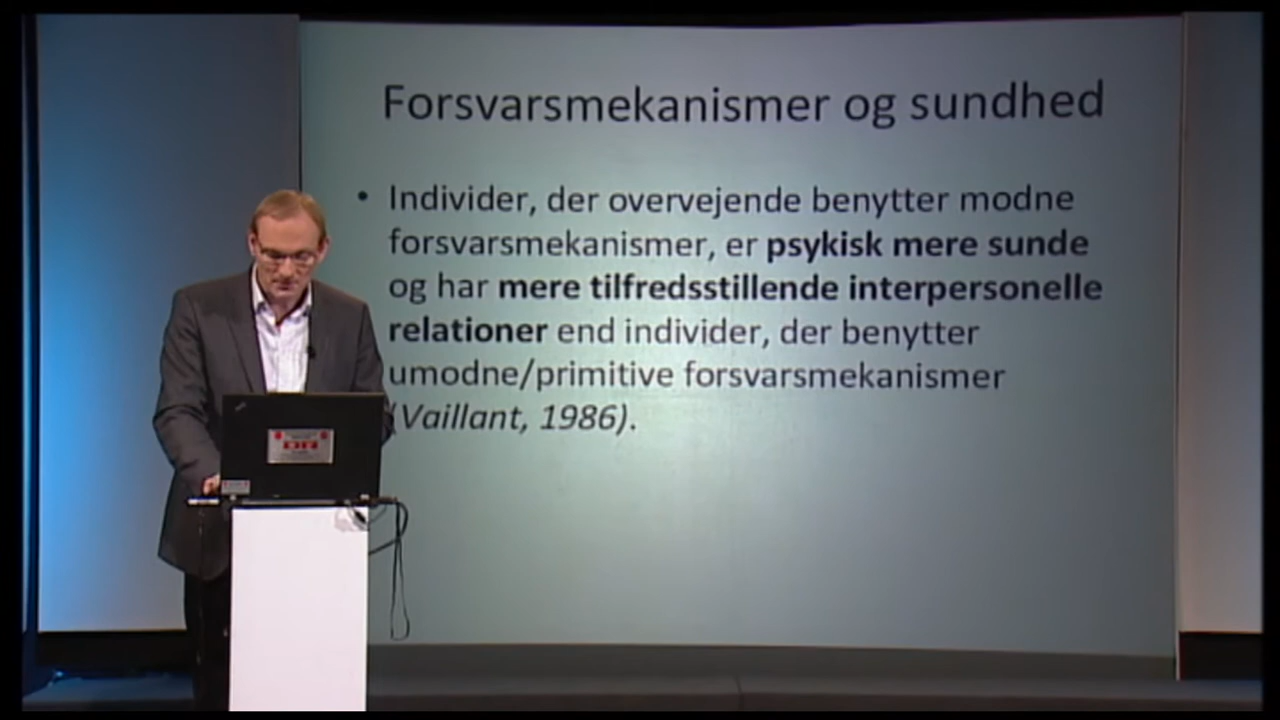 Forsvarsmekanismer og sundhed
• Individer, der overvejende benytter modne
forsvarsmekanismer, er psykisk mere sunde
og har mere tilfredsstillende interpersonelle
relationer end individer, der benytter
umodne/primitive forsvarsmekanismer
(Vaillant, 1986).
DR